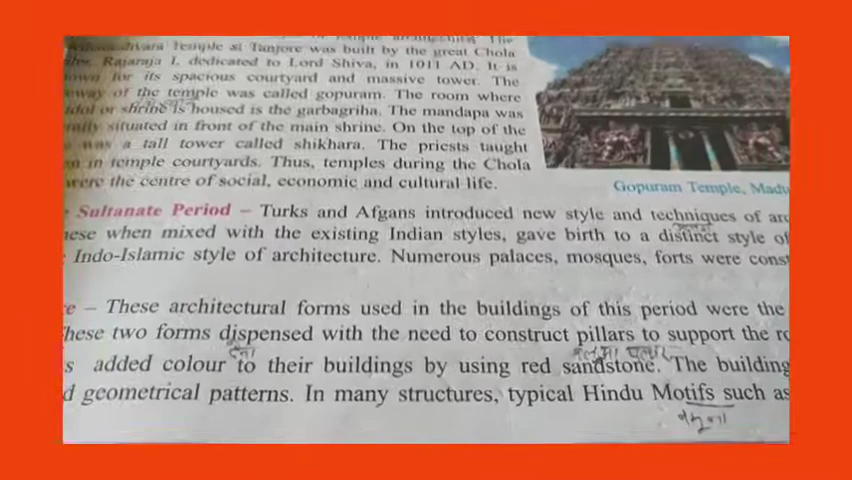 Temple at Tanjore was built by the great Chola
Rajaraja I, dedicated to Lord Shiva, in 1011 AD. It is
for its spacious courtyard and massive tower. The
of the temple was called gopuram. The room where
idol or shrine is housed is the garbagriha. The mandapa was
situated in front of the main shrine. On the top of the
was a tall tower called shikhara. The priests taught
in temple courtyards. Thus, temples during the Chola
were the centre of social, economic and cultural life.
Gopuram Temple, Madu
Sultanate Period – Turks and Afgans introduced new style and techniques of arc
hese when mixed with the existing Indian styles, gave birth to a distinct style of
Indo-Islamic style of architecture. Numerous palaces, mosques, forts were const
re – These architectural forms used in the buildings of this period were the
These two forms dispensed with the need to construct pillars to support the ro
s added colour to their buildings by using red sandstone. The building
d geometrical patterns. In many structures, typical Hindu Motifs such as
नमूना